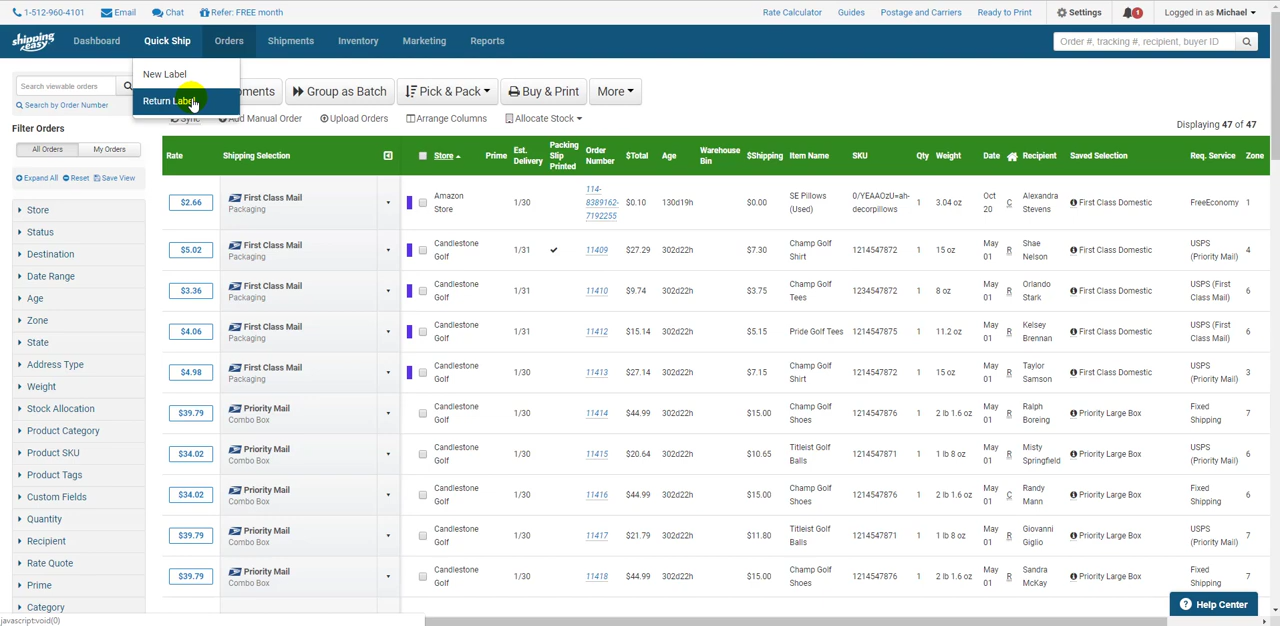 1-512-960-4101 Email Chat Refer: FREE month Rate Calculator Guides Postage and Carriers Ready to Print Settings 1 Logged in as Michael
shipping easy Dashboard Quick Ship Orders Shipments Inventory Marketing Reports Order #, tracking #, recipient, buyer ID
New Label
Return Label
Search viewable orders
Search by Order Number
Group as Batch Pick & Pack Buy & Print More
Sync Add Manual Order Upload Orders Arrange Columns Allocate Stock
Displaying 47 of 47
Filter Orders
All Orders My Orders
Expand All Reset Save View
Store
Status
Destination
Date Range
Age
Zone
State
Address Type
Weight
Stock Allocation
Product Category
Product SKU
Product Tags
Custom Fields
Quantity
Recipient
Rate Quote
Prime
Category
Rate Shipping Selection Store Prime Est. Delivery Packing Slip Printed Order Number $Total Age Warehouse Bin $Shipping Item Name SKU Qty Weight Date Recipient Saved Selection Req. Service Zone
$2.66 First Class Mail Packaging Amazon Store 1/30 114-8389162-7192255 $0.10 130d19h $0.00 SE Pillows (Used) 0/YEAAOzU=ah-decorpillows 1 3.04 oz Oct 20 C Alexandra Stevens First Class Domestic FreeEconomy 1
$5.02 First Class Mail Packaging Candlestone Golf 1/31 11409 $27.29 302d22h $7.30 Champ Golf Shirt 1214547872 1 15 oz May 01 R Shae Nelson First Class Domestic USPS (Priority Mail) 4
$3.36 First Class Mail Packaging Candlestone Golf 1/31 11410 $9.74 302d22h $3.75 Champ Golf Tees 1234547872 1 8 oz May 01 R Orlando Stark First Class Domestic USPS (First Class Mail) 6
$4.06 First Class Mail Packaging Candlestone Golf 1/31 11412 $15.14 302d22h $5.15 Pride Golf Tees 1214547875 1 11.2 oz May 01 R Kelsey Brennan First Class Domestic USPS (First Class Mail) 6
$4.98 First Class Mail Packaging Candlestone Golf 1/30 11413 $27.14 302d22h $7.15 Champ Golf Shirt 1214547872 1 15 oz May 01 R Taylor Samson First Class Domestic USPS (Priority Mail) 3
$39.79 Priority Mail Combo Box Candlestone Golf 1/30 11414 $44.99 302d22h $15.00 Champ Golf Shoes 1214547876 1 2 lb 1.6 oz May 01 R Ralph Boreing Priority Large Box Fixed Shipping 7
$34.02 Priority Mail Combo Box Candlestone Golf 1/30 11415 $20.64 302d22h $10.65 Titleist Golf Balls 1214547871 1 1 lb 8 oz May 01 R Misty Springfield Priority Large Box USPS (Priority Mail) 6
$34.02 Priority Mail Combo Box Candlestone Golf 1/30 11416 $44.99 302d22h $15.00 Champ Golf Shoes 1214547876 1 2 lb 1.6 oz May 01 C Randy Mann Priority Large Box Fixed Shipping 6
$39.79 Priority Mail Combo Box Candlestone Golf 1/30 11417 $21.79 302d22h $11.80 Titleist Golf Balls 1214547871 1 1 lb 8 oz May 01 R Giovanni Giglio Priority Large Box USPS (Priority Mail) 7
$39.79 Priority Mail Combo Box Candlestone Golf 1/30 11418 $44.99 302d22h $15.00 Champ Golf Shoes 1214547876 1 2 lb 1.6 oz May 01 R Sandra McKay Priority Large Box Fixed Shipping 7
Help Center
javascript:void(0)